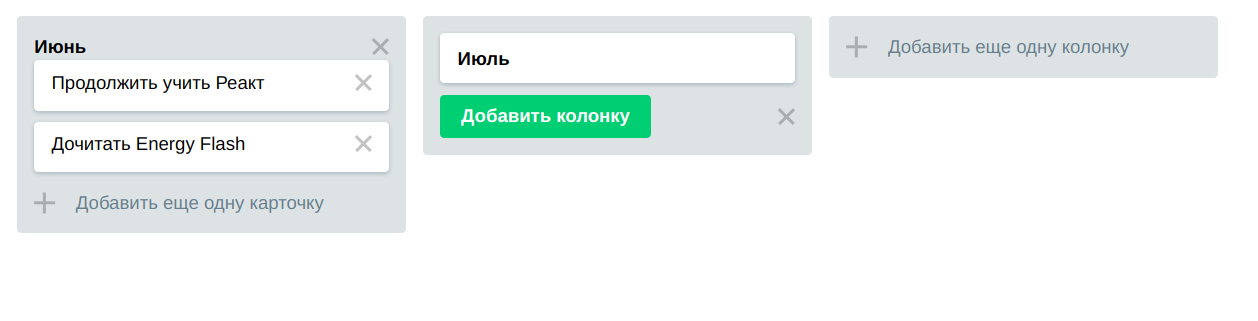 Июнь
Продолжить учить Реакт
Дочитать Energy Flash
Добавить еще одну карточку
Июль
Добавить колонку
Добавить еще одну колонку